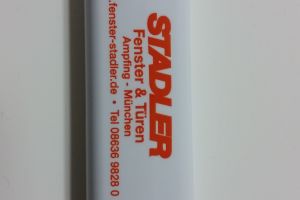 STADLER
Fenster & Türen
Ampfing - München
.fenster-stadler.de • Tel 08636 9828 0